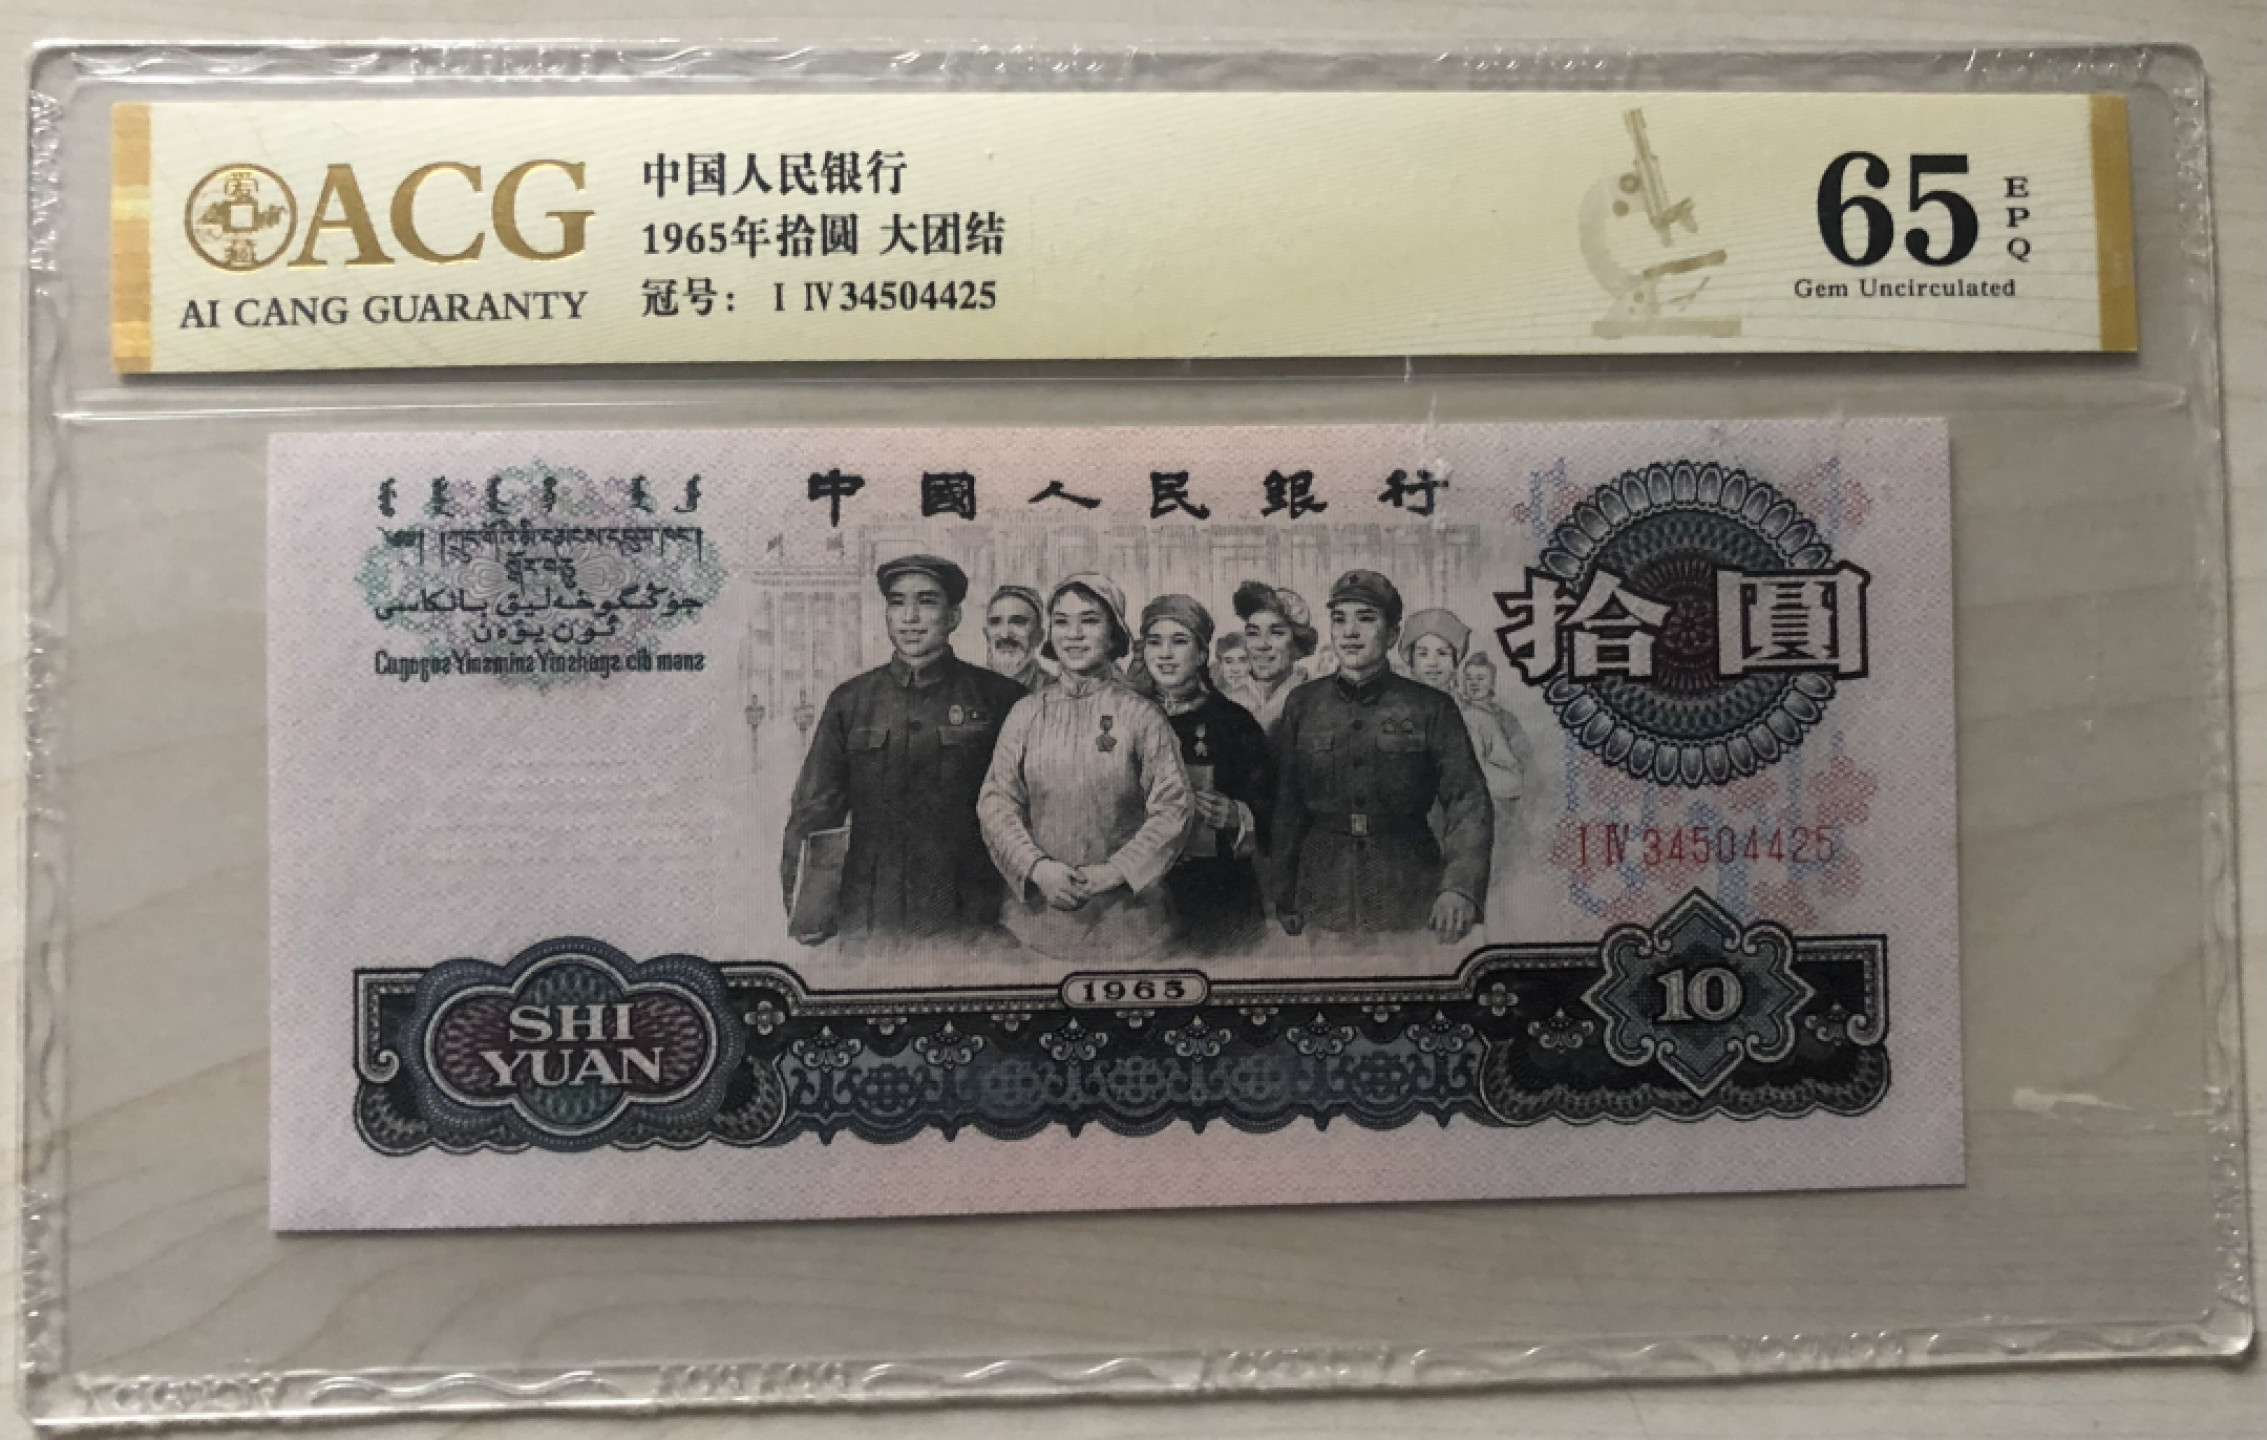 ACG
AI CANG GUARANTY
中国人民银行
1965年拾圆 大团结
冠号： I IV 34504425
65
EPQ
Gem Uncirculated
中國人民銀行
拾圓
I IV 34504425
1965
SHI
YUAN
10